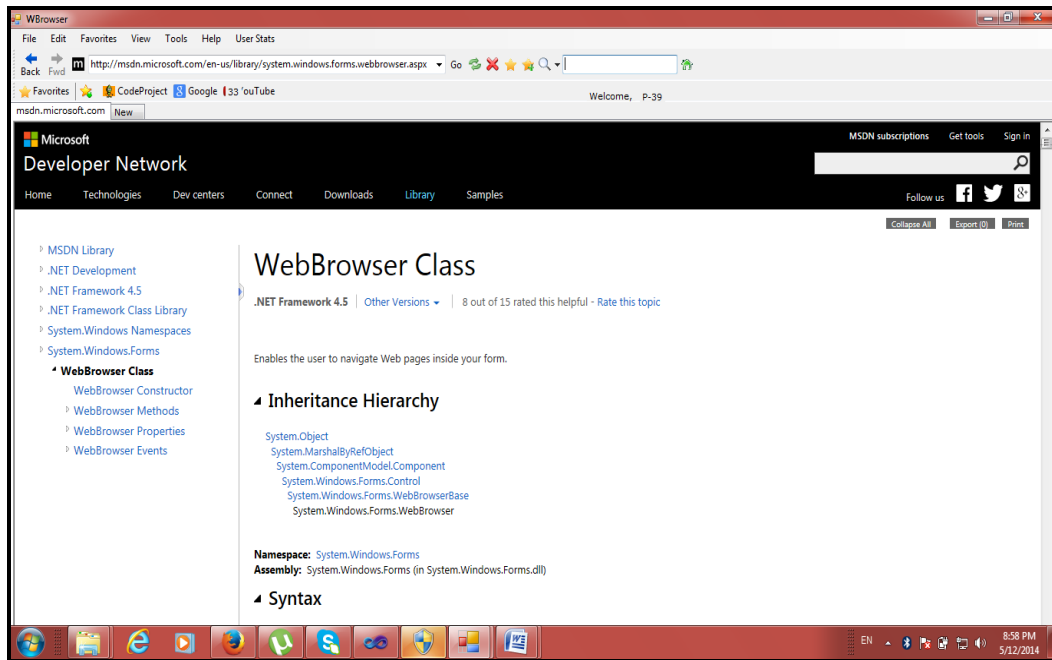 WBrowser
File Edit Favorites View Tools Help User Stats
Back Fwd m http://msdn.microsoft.com/en-us/library/system.windows.forms.webbrowser.aspx Go
Favorites CodeProject 8 Google 33 'ouTube
Welcome, P-39
msdn.microsoft.com New
Microsoft
MSDN subscriptions Get tools Sign in
Developer Network
Home Technologies Dev centers Connect Downloads Library Samples
Follow us f 8+
Collapse All Export (0) Print
MSDN Library
.NET Development
.NET Framework 4.5
.NET Framework Class Library
System.Windows Namespaces
System.Windows.Forms
WebBrowser Class
WebBrowser Constructor
WebBrowser Methods
WebBrowser Properties
WebBrowser Events
WebBrowser Class
.NET Framework 4.5 Other Versions 8 out of 15 rated this helpful - Rate this topic
Enables the user to navigate Web pages inside your form.
Inheritance Hierarchy
System.Object
System.MarshalByRefObject
System.ComponentModel.Component
System.Windows.Forms.Control
System.Windows.Forms.WebBrowserBase
System.Windows.Forms.WebBrowser
Namespace: System.Windows.Forms
Assembly: System.Windows.Forms (in System.Windows.Forms.dll)
Syntax
EN
8:58 PM
5/12/2014